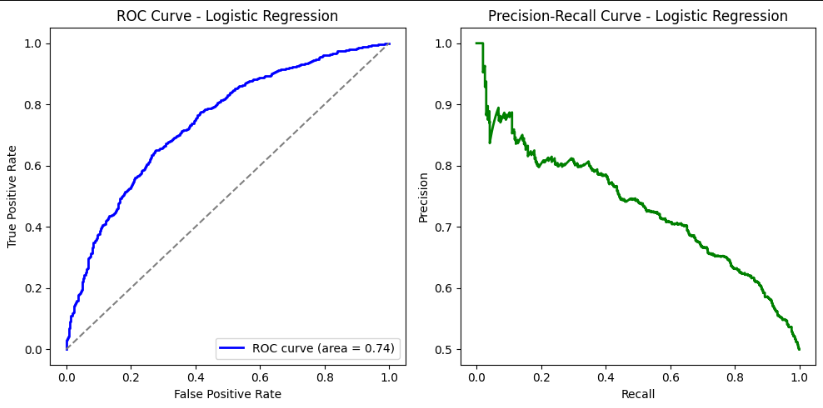 ROC Curve - Logistic Regression
1.0
0.8
0.6
0.4
0.2
0.0
True Positive Rate
ROC curve (area = 0.74)
0.0 0.2 0.4 0.6 0.8 1.0
False Positive Rate
Precision-Recall Curve - Logistic Regression
1.0
0.9
0.8
0.7
0.6
0.5
Precision
0.0 0.2 0.4 0.6 0.8 1.0
Recall